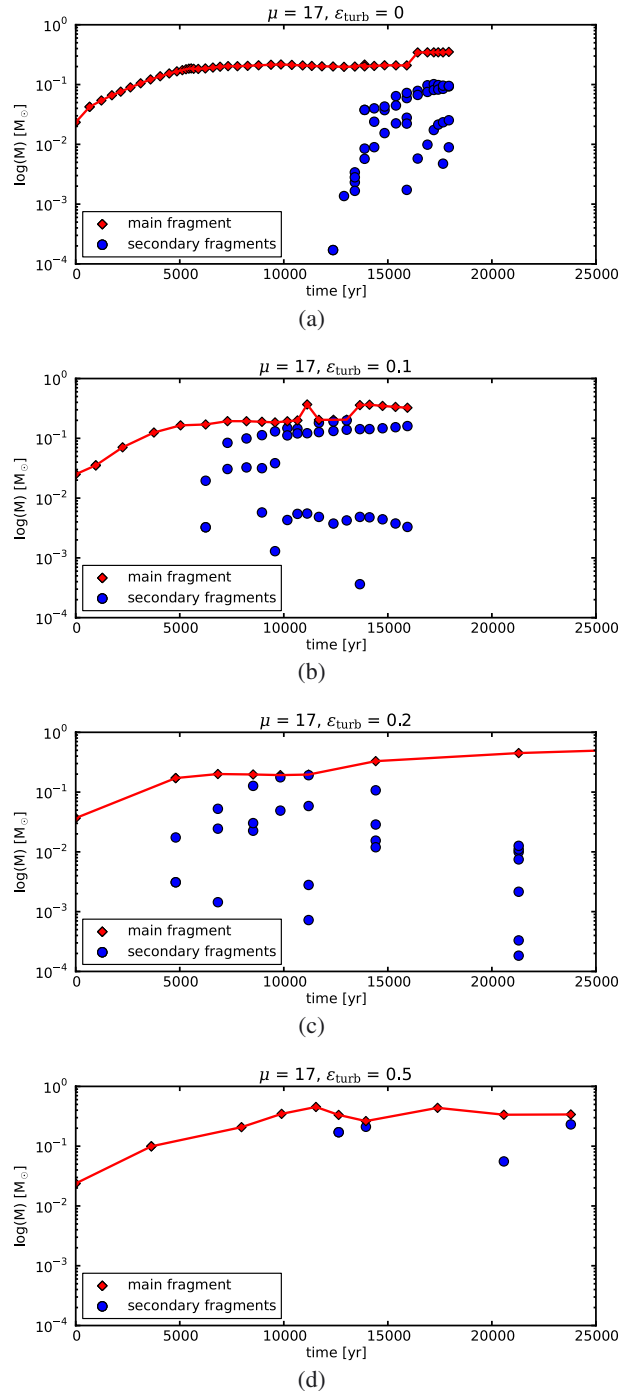 μ = 17, ε_turb = 0
10^0
10^-1
10^-2
10^-3
10^-4
log(M) [M_⊙]
main fragment
secondary fragments
0 5000 10000 15000 20000 25000
time [yr]
(a)
μ = 17, ε_turb = 0.1
10^0
10^-1
10^-2
10^-3
10^-4
log(M) [M_⊙]
main fragment
secondary fragments
0 5000 10000 15000 20000 25000
time [yr]
(b)
μ = 17, ε_turb = 0.2
10^0
10^-1
10^-2
10^-3
10^-4
log(M) [M_⊙]
main fragment
secondary fragments
0 5000 10000 15000 20000 25000
time [yr]
(c)
μ = 17, ε_turb = 0.5
10^0
10^-1
10^-2
10^-3
10^-4
log(M) [M_⊙]
main fragment
secondary fragments
0 5000 10000 15000 20000 25000
time [yr]
(d)